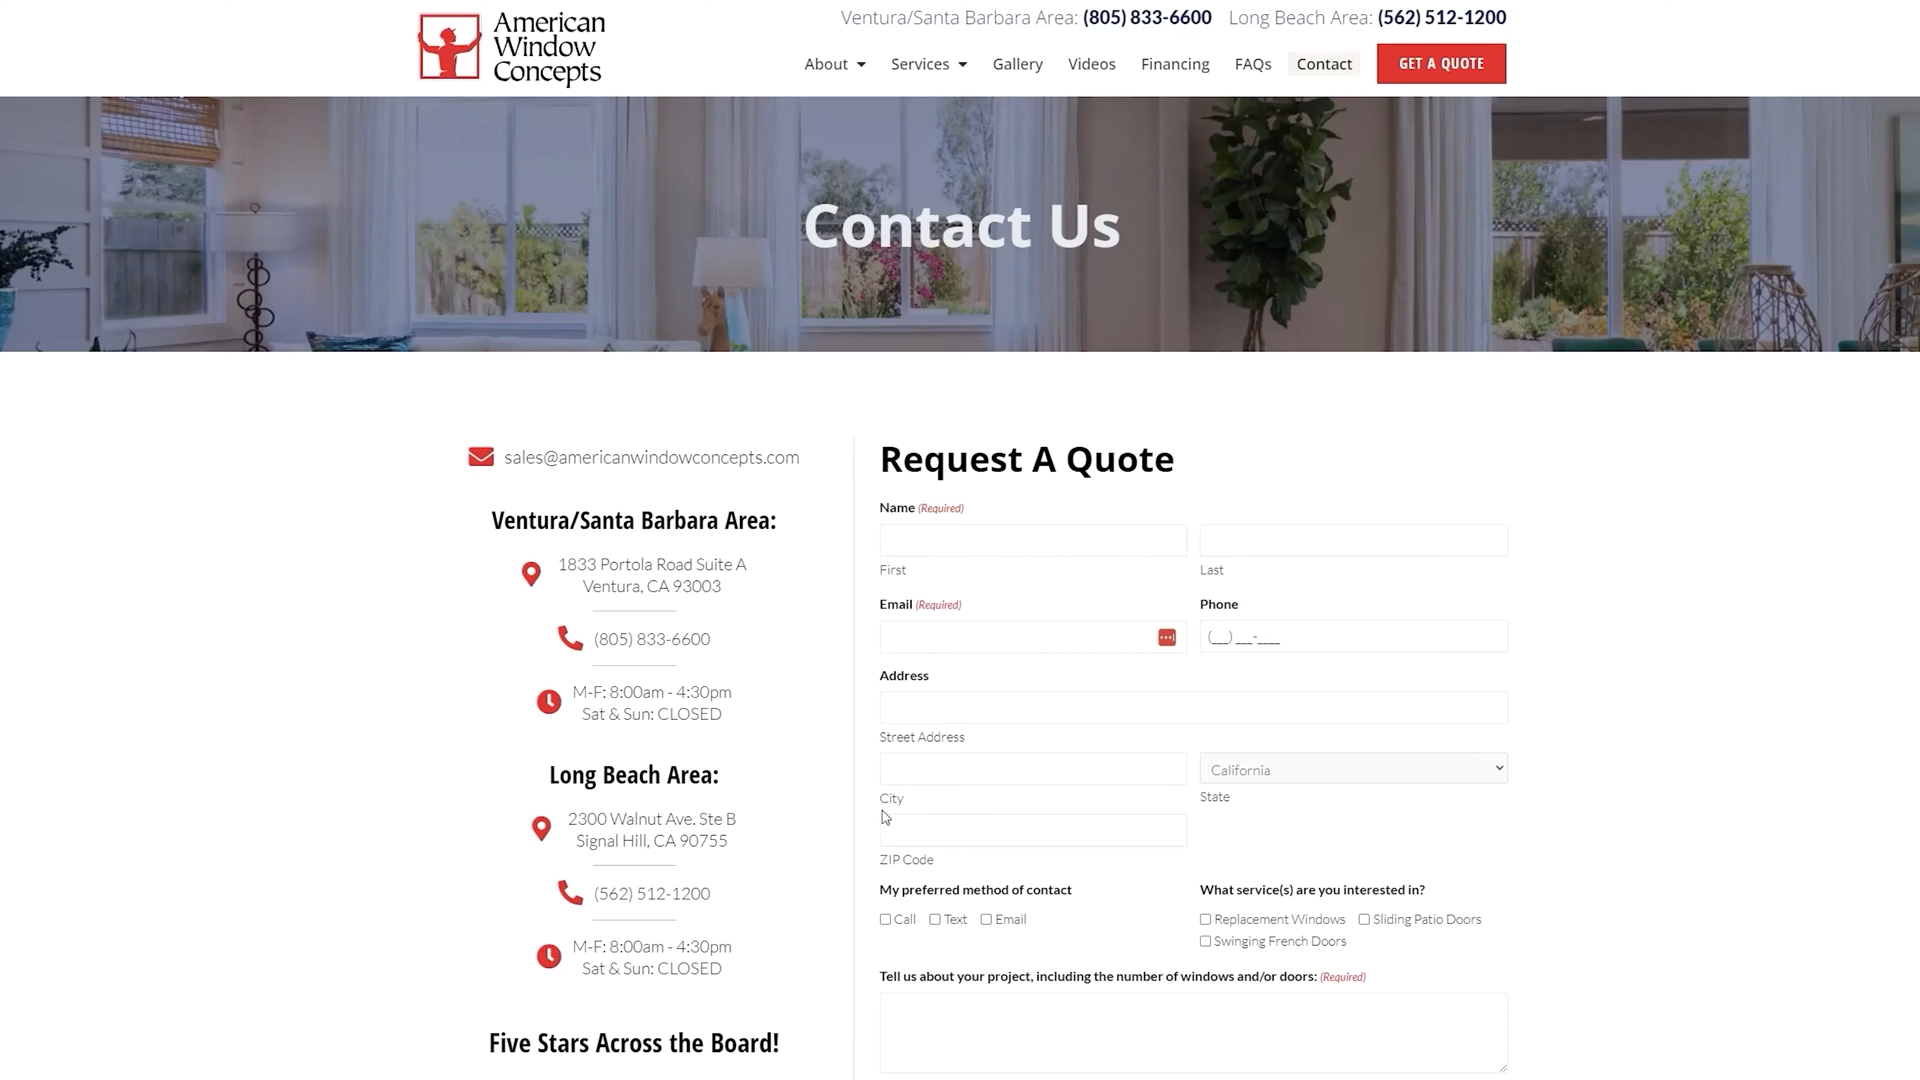 American
Window
Concepts
Ventura/Santa Barbara Area: (805) 833-6600 Long Beach Area: (562) 512-1200
About Services Gallery Videos Financing FAQs Contact GET A QUOTE
Contact Us
sales@americanwindowconcepts.com
Ventura/Santa Barbara Area:
1833 Portola Road Suite A
Ventura, CA 93003
(805) 833-6600
M-F: 8:00am - 4:30pm
Sat & Sun: CLOSED
Long Beach Area:
2300 Walnut Ave. Ste B
Signal Hill, CA 90755
(562) 512-1200
M-F: 8:00am - 4:30pm
Sat & Sun: CLOSED
Five Stars Across the Board!
Request A Quote
Name (Required)
First Last
Email (Required) Phone
(___) ___-____
Address
Street Address
California
City State
ZIP Code
My preferred method of contact What service(s) are you interested in?
Call Text Email Replacement Windows Sliding Patio Doors
Swinging French Doors
Tell us about your project, including the number of windows and/or doors: (Required)